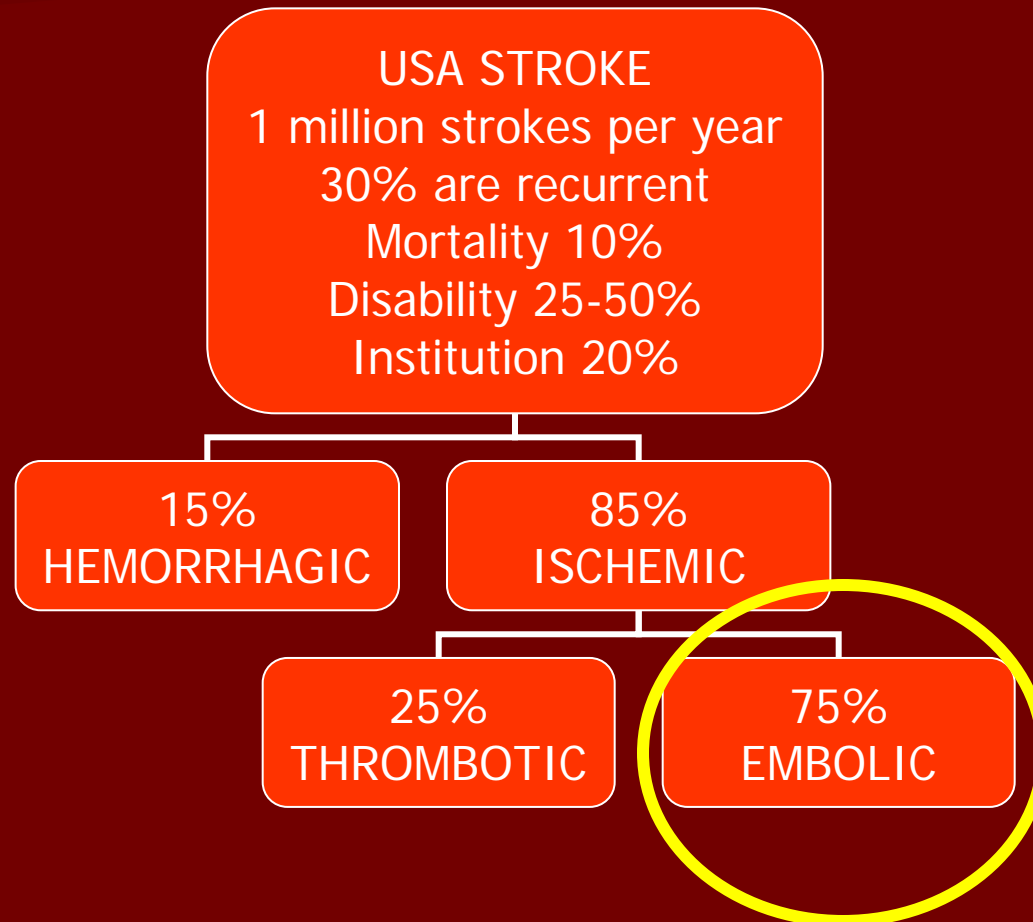 USA STROKE
1 million strokes per year
30% are recurrent
Mortality 10%
Disability 25-50%
Institution 20%
15%
HEMORRHAGIC
85%
ISCHEMIC
25%
THROMBOTIC
75%
EMBOLIC